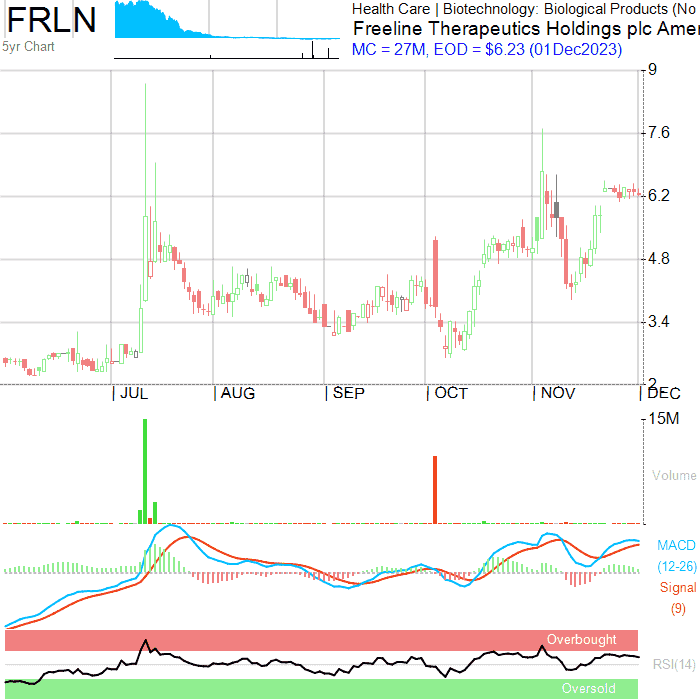 FRLN
5yr Chart
Health Care | Biotechnology: Biological Products (No
Freeline Therapeutics Holdings plc Amer
MC = 27M, EOD = $6.23 (01Dec2023)
9
7.6
6.2
4.8
3.4
2
JUL AUG SEP OCT NOV DEC
15M
Volume
MACD
(12-26)
Signal
(9)
Overbought
RSI(14)
Oversold